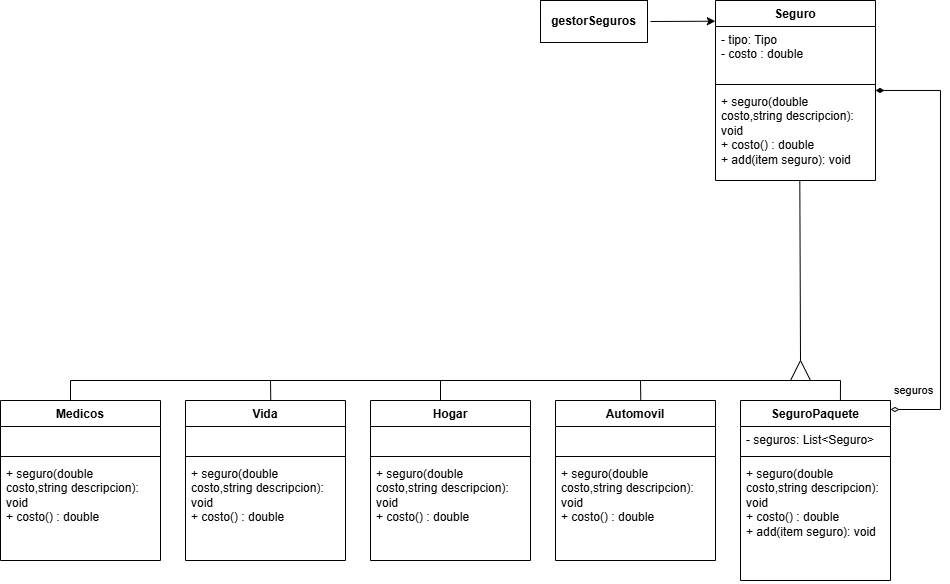 gestorSeguros
Seguro
- tipo: Tipo
- costo : double
+ seguro(double
costo,string descripcion):
void
+ costo() : double
+ add(item seguro): void
seguros
Medicos
+ seguro(double
costo,string descripcion):
void
+ costo() : double
Vida
+ seguro(double
costo,string descripcion):
void
+ costo() : double
Hogar
+ seguro(double
costo,string descripcion):
void
+ costo() : double
Automovil
+ seguro(double
costo,string descripcion):
void
+ costo() : double
SeguroPaquete
- seguros: List<Seguro>
+ seguro(double
costo,string descripcion):
void
+ costo() : double
+ add(item seguro): void